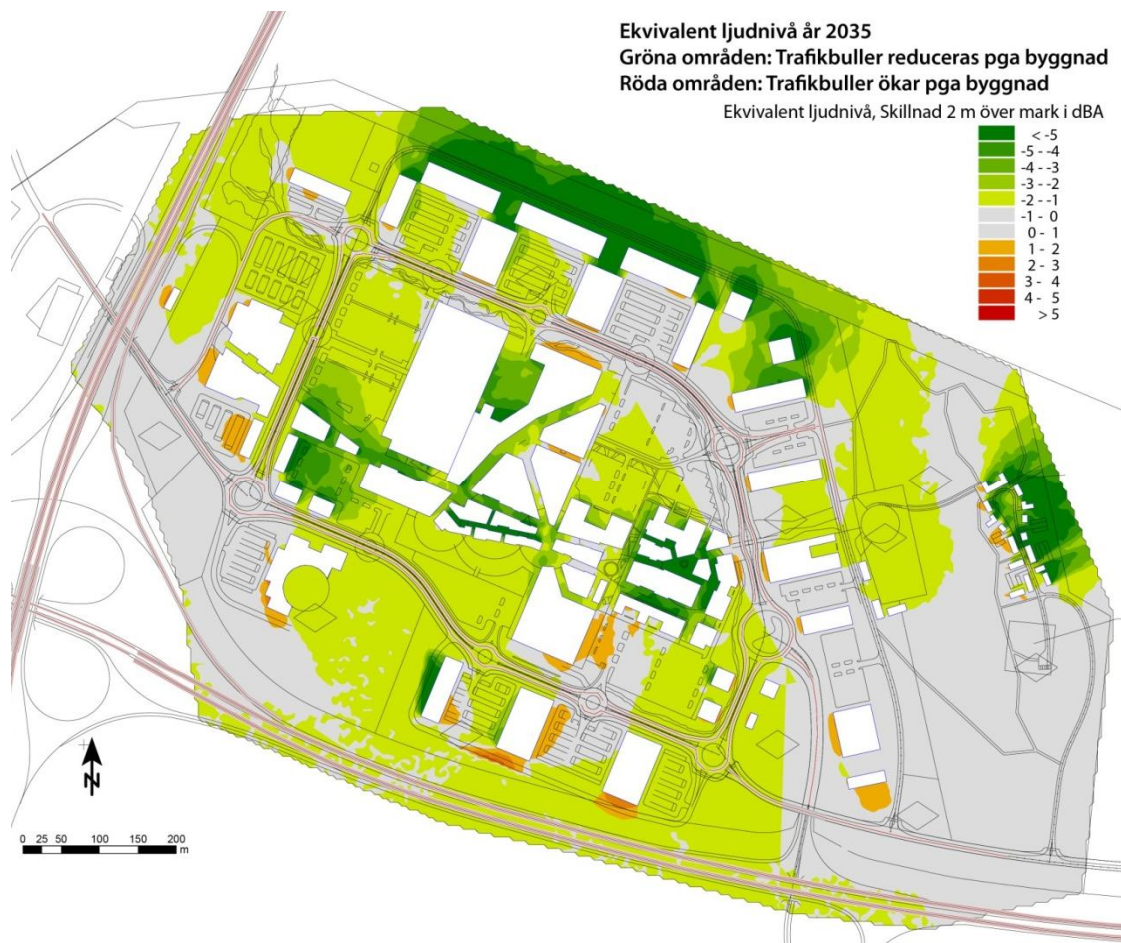 Ekvivalent ljudnivå år 2035
Gröna områden: Trafikbuller reduceras pga byggnad
Röda områden: Trafikbuller ökar pga byggnad
Ekvivalent ljudnivå, Skillnad 2 m över mark i dBA
< -5
-5 - -4
-4 - -3
-3 - -2
-2 - -1
-1 - 0
0 - 1
1 - 2
2 - 3
3 - 4
4 - 5
> 5
N
0 25 50 100 150 200
m